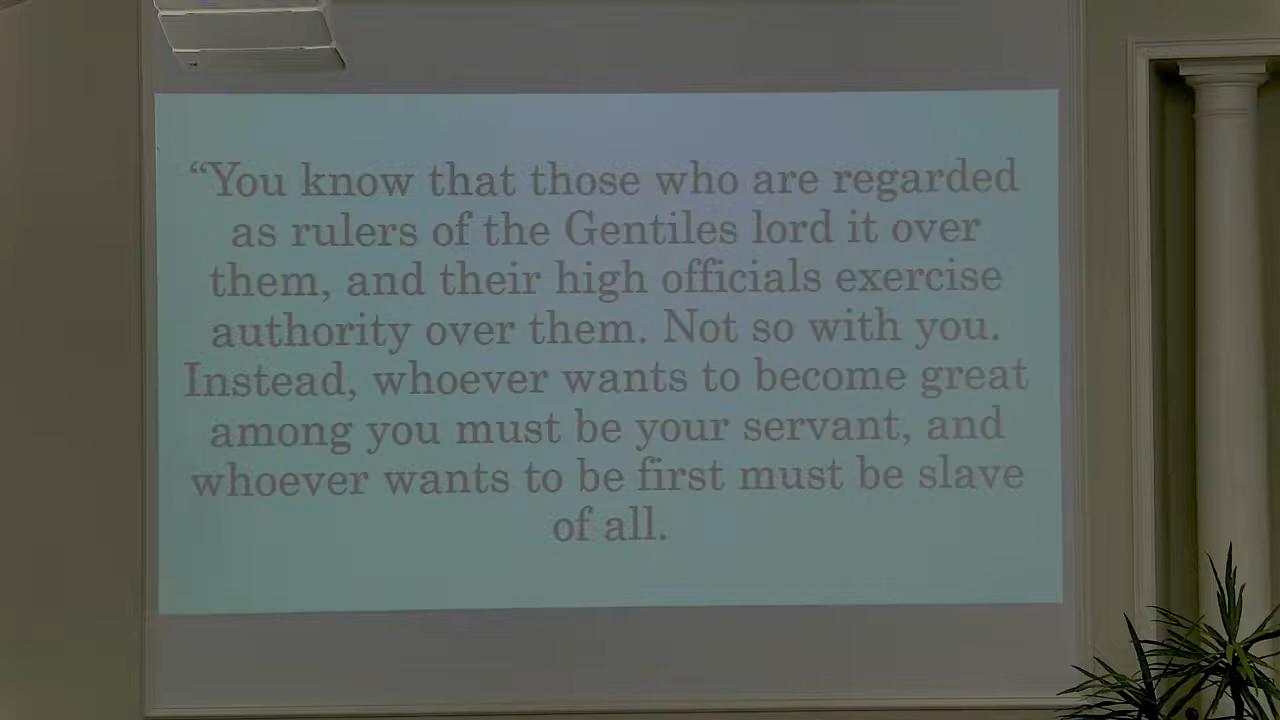 “You know that those who are regarded
as rulers of the Gentiles lord it over
them, and their high officials exercise
authority over them. Not so with you.
Instead, whoever wants to become great
among you must be your servant, and
whoever wants to be first must be slave
of all.